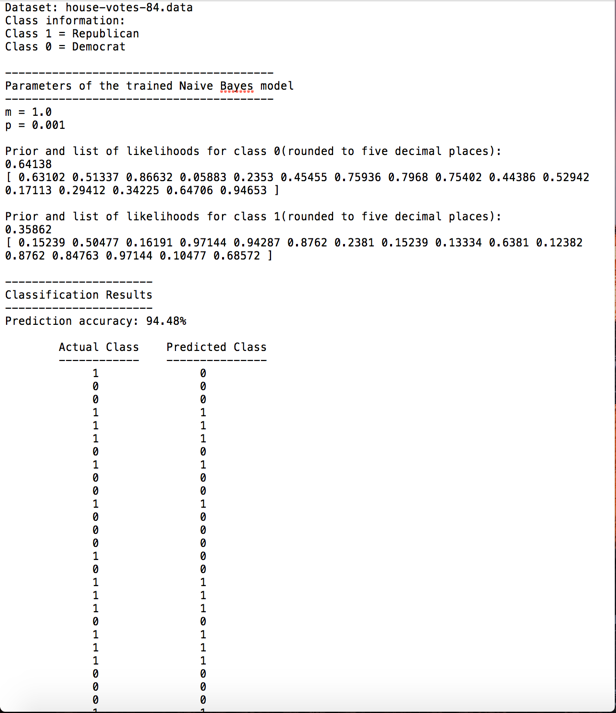 Dataset: house-votes-84.data
Class information:
Class 1 = Republican
Class 0 = Democrat
----------------------------------------
Parameters of the trained Naive Bayes model
----------------------------------------
m = 1.0
p = 0.001
Prior and list of likelihoods for class 0(rounded to five decimal places):
0.64138
[ 0.63102 0.51337 0.86632 0.05883 0.2353 0.45455 0.75936 0.7968 0.75402 0.44386 0.52942
0.17113 0.29412 0.34225 0.64706 0.94653 ]
Prior and list of likelihoods for class 1(rounded to five decimal places):
0.35862
[ 0.15239 0.50477 0.16191 0.97144 0.94287 0.8762 0.2381 0.15239 0.13334 0.6381 0.12382
0.8762 0.84763 0.97144 0.10477 0.68572 ]
----------------------
Classification Results
----------------------
Prediction accuracy: 94.48%
Actual Class Predicted Class
------------ ---------------
1 0
0 0
0 0
1 1
1 1
1 1
0 0
1 1
0 0
0 0
1 1
0 0
0 0
0 0
1 0
0 0
1 1
1 1
1 1
0 0
1 1
1 1
1 1
0 0
0 0
0 0
1 1